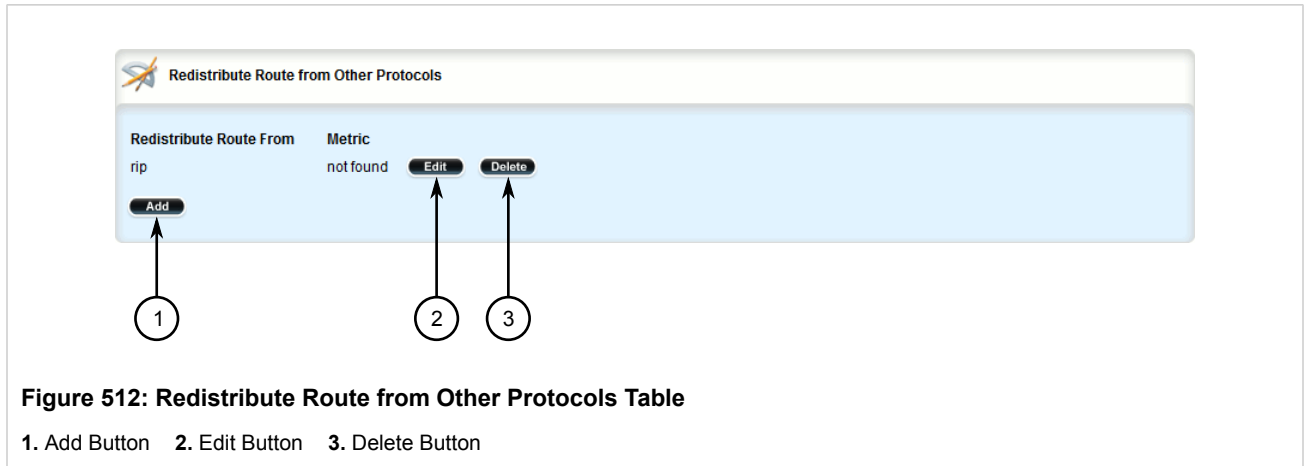 Redistribute Route from Other Protocols
Redistribute Route From Metric
rip not found Edit Delete
Add
1 2 3
Figure 512: Redistribute Route from Other Protocols Table
1. Add Button 2. Edit Button 3. Delete Button